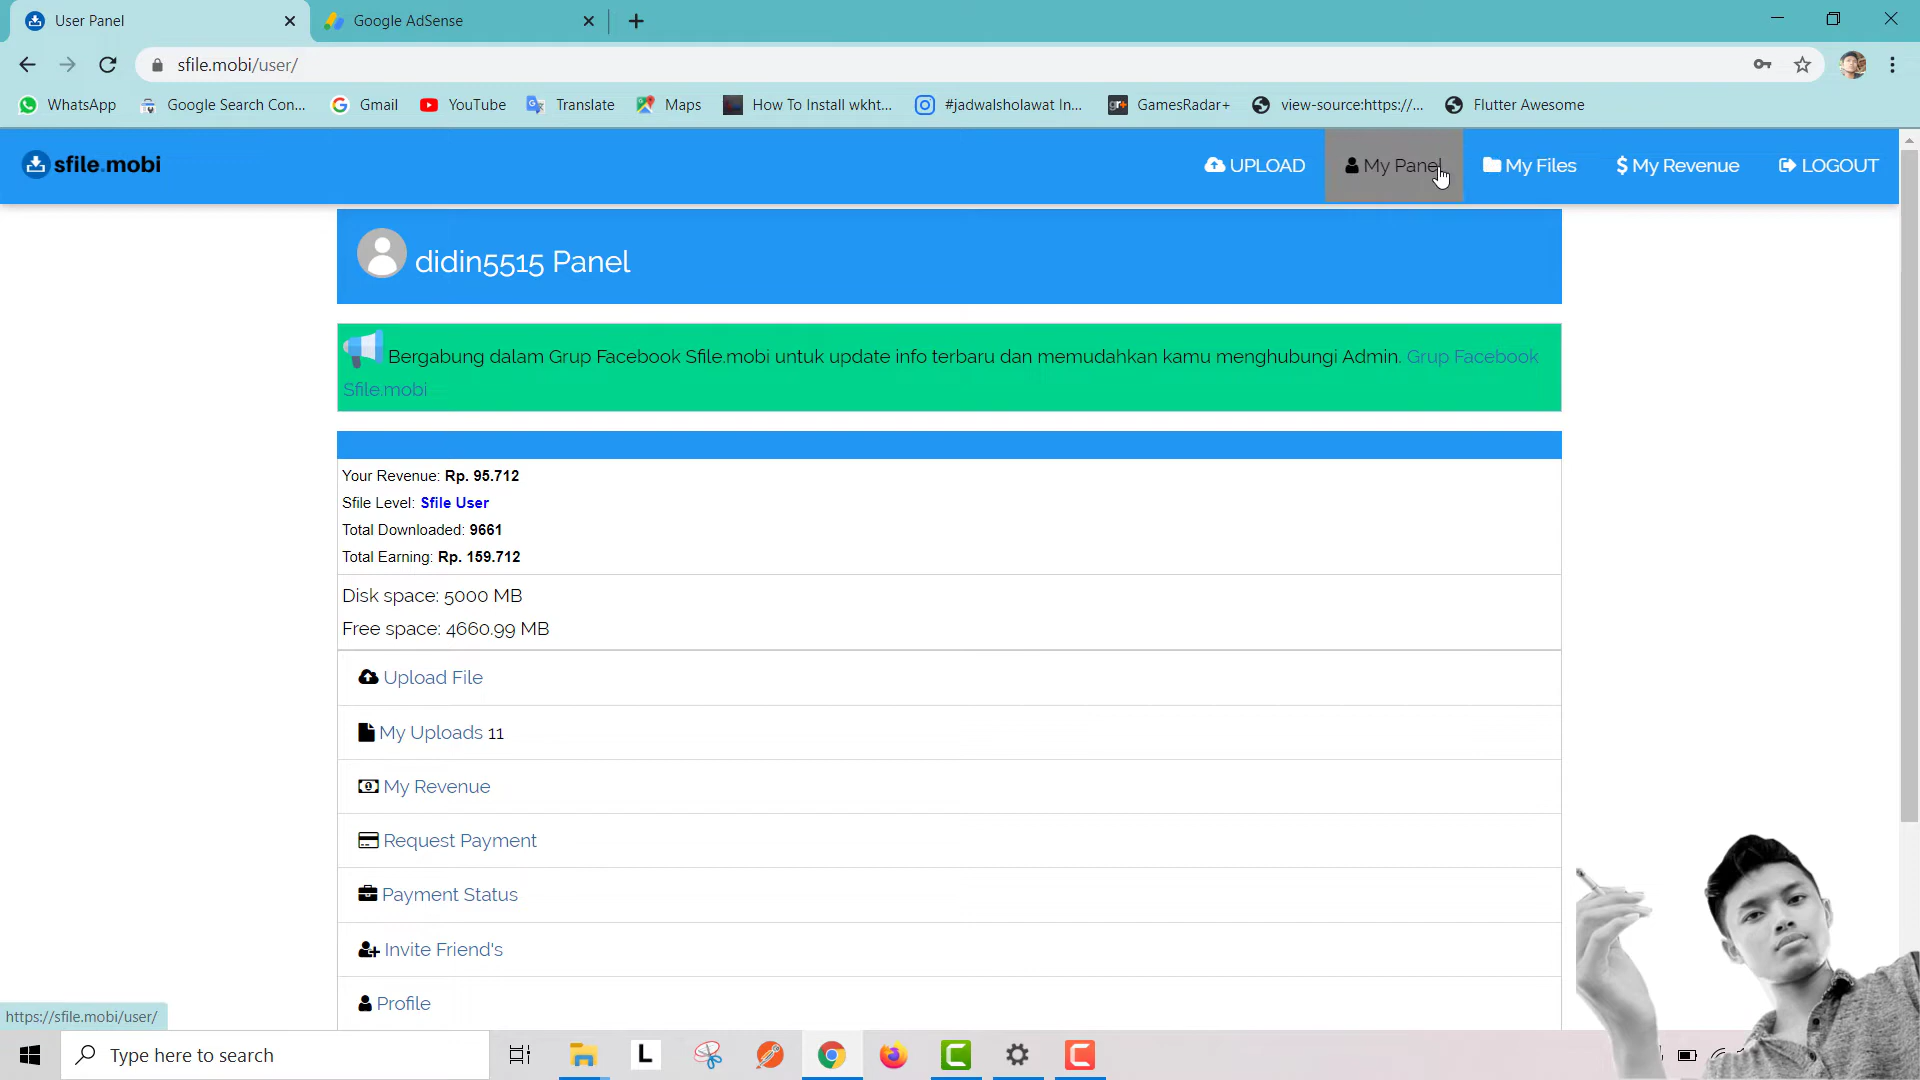 User Panel
Google AdSense
sfile.mobi/user/
WhatsApp
Google Search Con...
Gmail
YouTube
Translate
Maps
How To Install wkht...
#jadwalsholawat In...
GamesRadar+
view-source:https://...
Flutter Awesome
sfile.mobi
UPLOAD
My Panel
My Files
My Revenue
LOGOUT
didin5515 Panel
Bergabung dalam Grup Facebook Sfile.mobi untuk update info terbaru dan memudahkan kamu menghubungi Admin. Grup Facebook
Sfile.mobi
Your Revenue: Rp. 95.712
Sfile Level: Sfile User
Total Downloaded: 9661
Total Earning: Rp. 159.712
Disk space: 5000 MB
Free space: 4660.99 MB
Upload File
My Uploads 11
My Revenue
Request Payment
Payment Status
Invite Friend's
Profile
https://sfile.mobi/user/
Type here to search